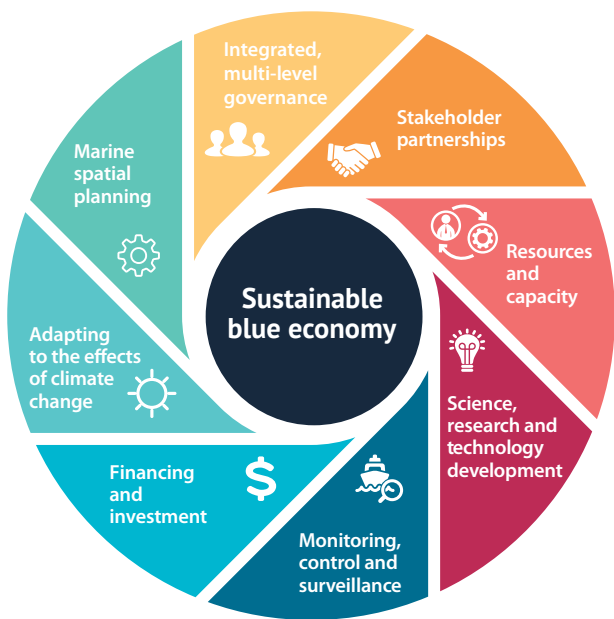 Integrated,
multi-level
governance
Stakeholder
partnerships
Resources
and
capacity
Science,
research and
technology
development
Monitoring,
control and
surveillance
Financing
and
investment
Adapting
to the effects
of climate
change
Marine
spatial
planning
Sustainable
blue economy